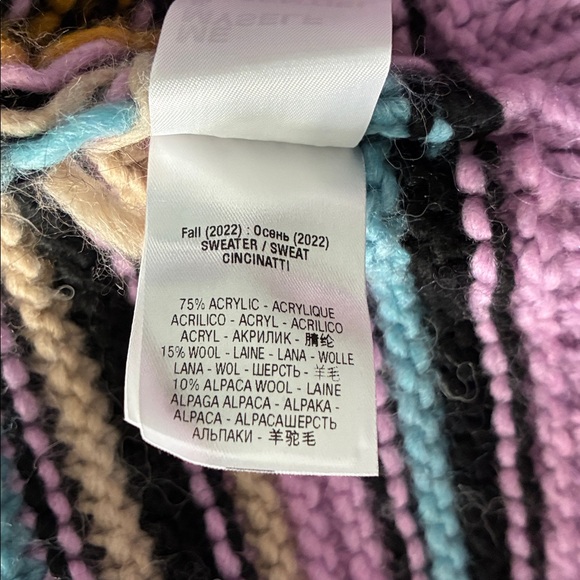 MYSELF
ME
Fall (2022) : Осень (2022)
SWEATER / SWEAT
CINCINATTI
75% ACRYLIC - ACRYLIQUE
ACRILICO - ACRYL - ACRILICO
ACRYL - АКРИЛИК - 腈纶
15% WOOL - LAINE - LANA - WOLLE
LANA - WOL - ШЕРСТЬ - 羊毛
10% ALPACA WOOL - LAINE
ALPAGA ALPACA - ALPAKA -
ALPACA - ALPACAШЕРСТЬ
АЛЬПАКИ - 羊驼毛